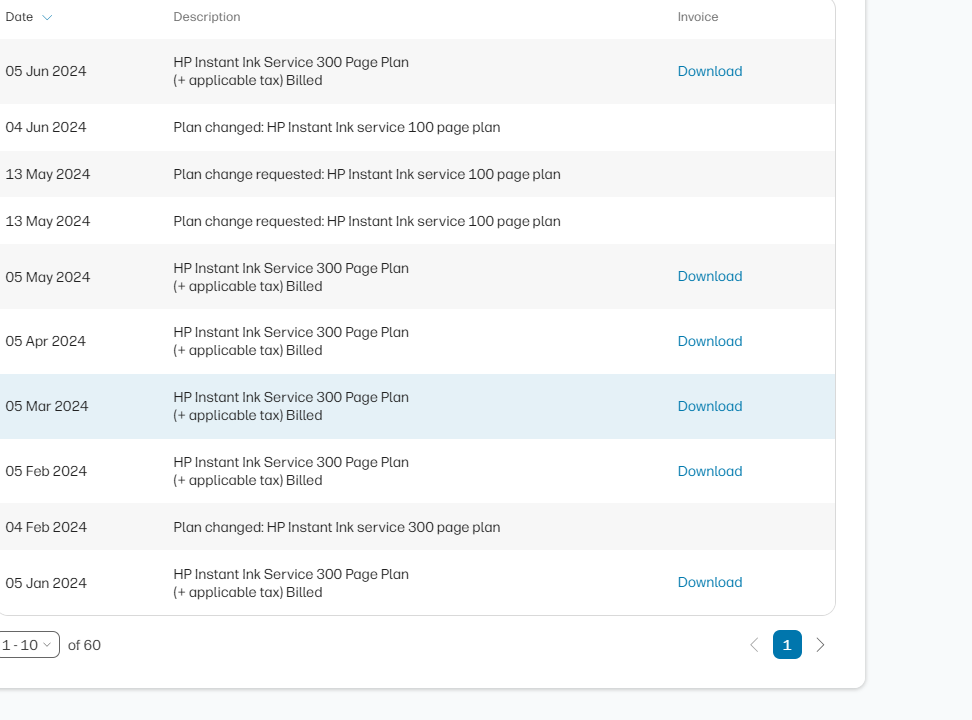 Date Description Invoice
05 Jun 2024 HP Instant Ink Service 300 Page Plan Download
(+ applicable tax) Billed
04 Jun 2024 Plan changed: HP Instant Ink service 100 page plan
13 May 2024 Plan change requested: HP Instant Ink service 100 page plan
13 May 2024 Plan change requested: HP Instant Ink service 100 page plan
05 May 2024 HP Instant Ink Service 300 Page Plan Download
(+ applicable tax) Billed
05 Apr 2024 HP Instant Ink Service 300 Page Plan Download
(+ applicable tax) Billed
05 Mar 2024 HP Instant Ink Service 300 Page Plan Download
(+ applicable tax) Billed
05 Feb 2024 HP Instant Ink Service 300 Page Plan Download
(+ applicable tax) Billed
04 Feb 2024 Plan changed: HP Instant Ink service 300 page plan
05 Jan 2024 HP Instant Ink Service 300 Page Plan Download
(+ applicable tax) Billed
1 - 10 of 60 1